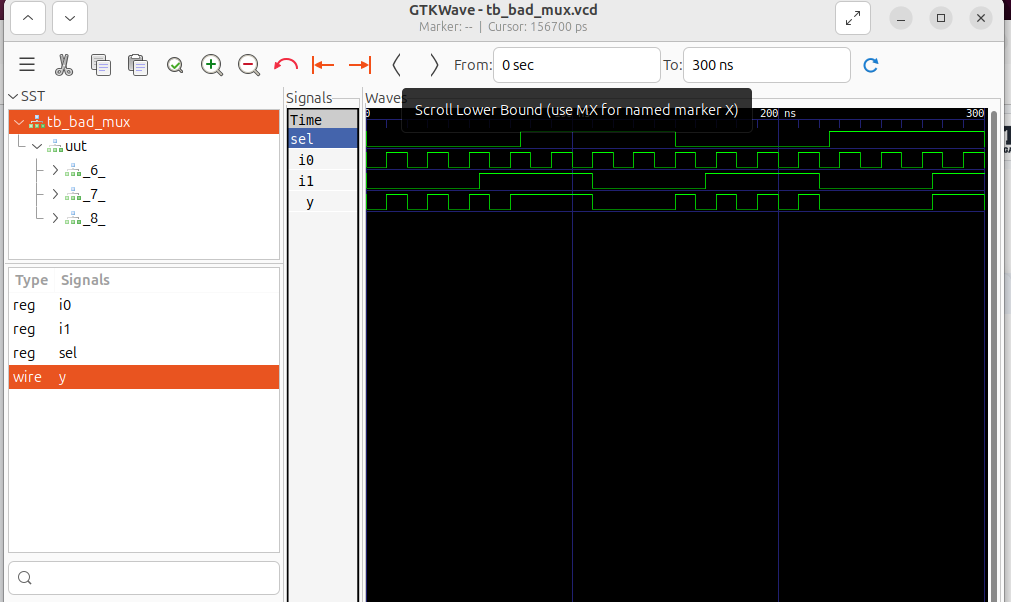 GTKWave - tb_bad_mux.vcd
Marker: -- | Cursor: 156700 ps
From: 0 sec To: 300 ns
SST
tb_bad_mux
uut
_6_
_7_
_8_
Type Signals
reg i0
reg i1
reg sel
wire y
Signals
Time
sel
i0
i1
y
Waves
Scroll Lower Bound (use MX for named marker X)
0 200 ns 300